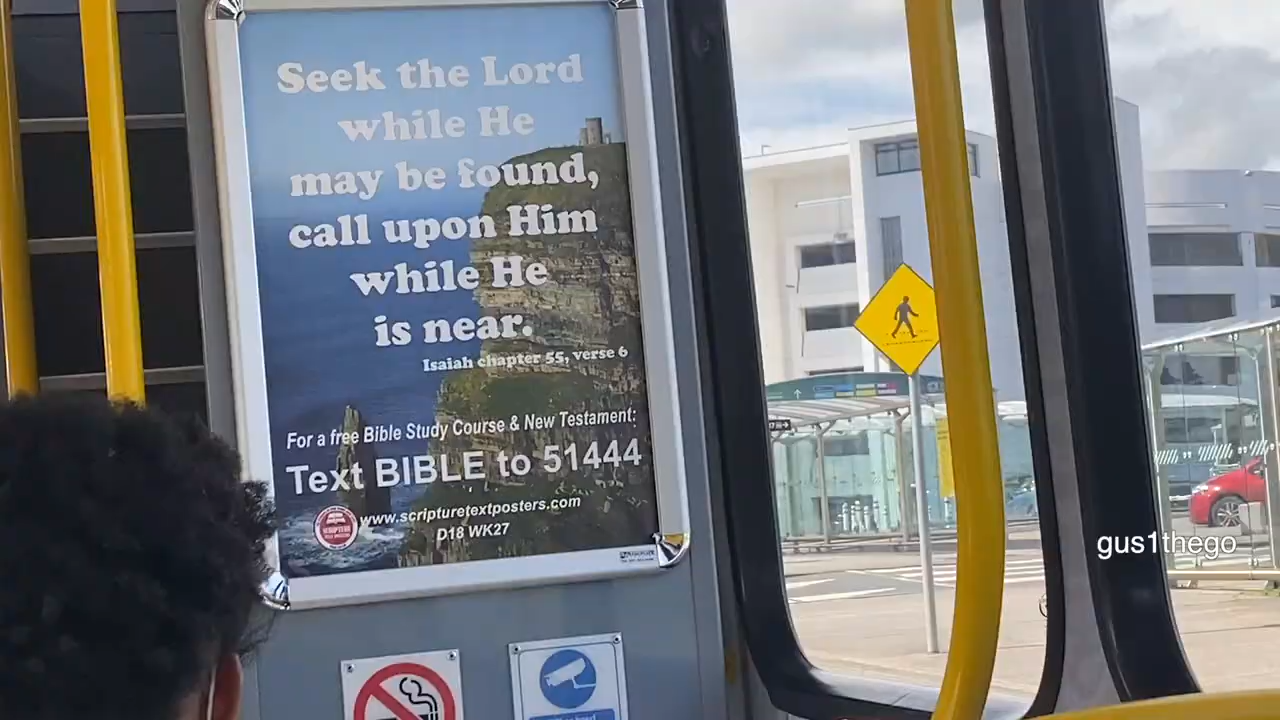 Seek the Lord
while He
may be found,
call upon Him
while He
is near.
Isaiah chapter 55, verse 6
For a free Bible Study Course & New Testament:
Text BIBLE to 51444
www.scripturetextposters.com
D18 WK27
SCRIPTURE
gus1thego